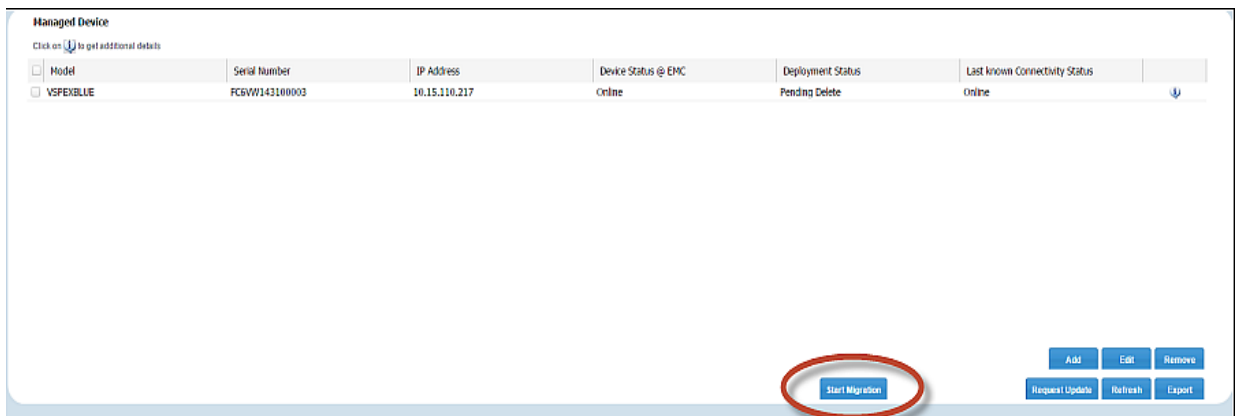 Managed Device
Click on to get additional details
Model Serial Number IP Address Device Status @ EMC Deployment Status Last known Connectivity Status
VSPEXBLUE FC6VW143100003 10.15.110.217 Online Pending Delete Online
Add Edit Remove
Start Migration Request Update Refresh Export